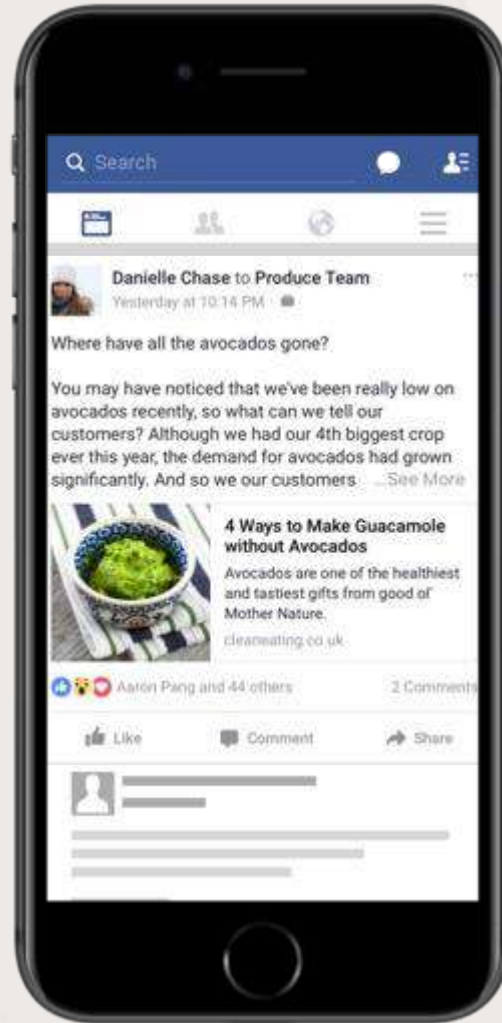 Search
Danielle Chase to Produce Team
Yesterday at 10:14 PM
Where have all the avocados gone?
You may have noticed that we've been really low on
avocados recently, so what can we tell our
customers? Although we had our 4th biggest crop
ever this year, the demand for avocados had grown
significantly. And so we our customers ...See More
4 Ways to Make Guacamole
without Avocados
Avocados are one of the healthiest
and tastiest gifts from good of
Mother Nature.
cleaneating.co.uk
Aaron Pang and 44 others 2 Comments
Like Comment Share